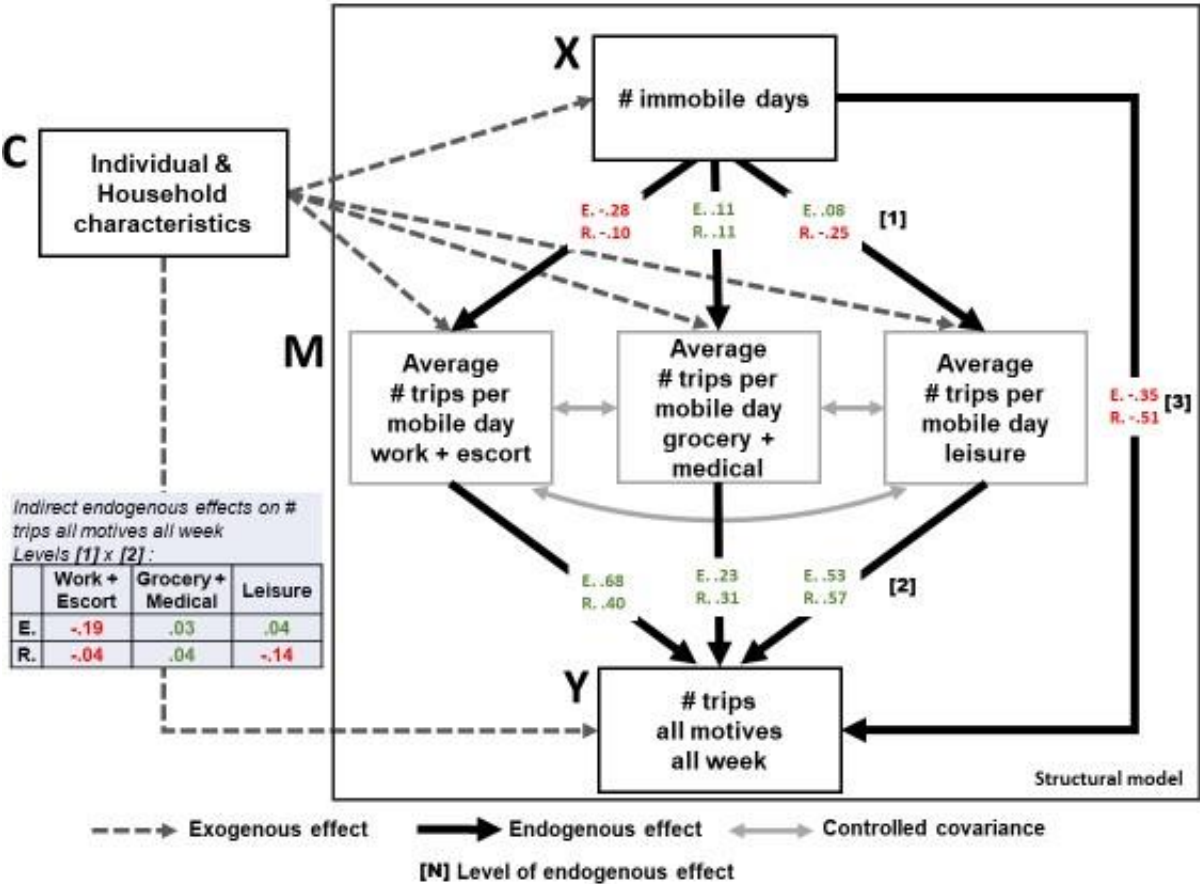 X
# immobile days
C
Individual &
Household
characteristics
E. -.28
R. -.10
E. .11
R. .11
E. .08
R. -.25
[1]
M
Average
# trips per
mobile day
work + escort
Average
# trips per
mobile day
grocery +
medical
Average
# trips per
mobile day
leisure
E. -.35
R. -.51
[3]
Indirect endogenous effects on #
trips all motives all week
Levels [1] x [2] :
Work +
Escort
Grocery +
Medical
Leisure
E. -.19 .03 .04
R. -.04 .04 -.14
E. .68
R. .40
E. .23
R. .31
E. .53
R. .57
[2]
Y
# trips
all motives
all week
Structural model
Exogenous effect
Endogenous effect
Controlled covariance
[N] Level of endogenous effect